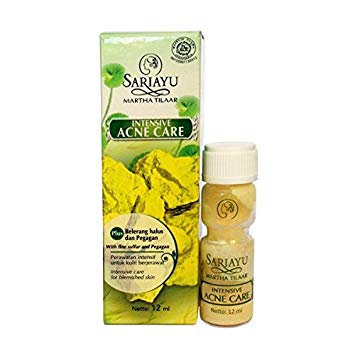 SARIAYU
MARTHA TILAAR
INTENSIVE
ACNE CARE
Plus Belerang halus
dan Pegagan
With fine sulfur and Pegagan
Perawatan intensif
untuk kulit berjerawat
Intensive care
for blemished skin
Netto: 12 ml
SARIAYU
MARTHA TILAAR
INTENSIVE
ACNE CARE
Netto: 12 ml